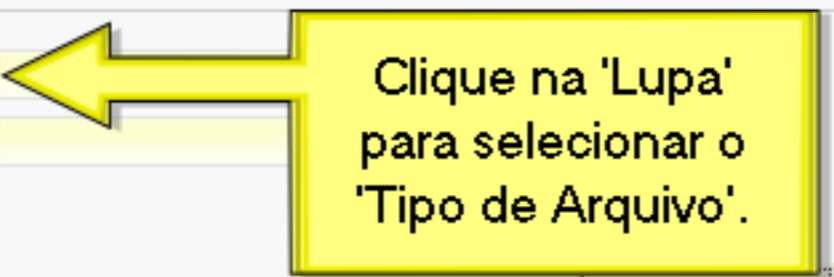 Clique na 'Lupa'
para selecionar o
'Tipo de Arquivo'.